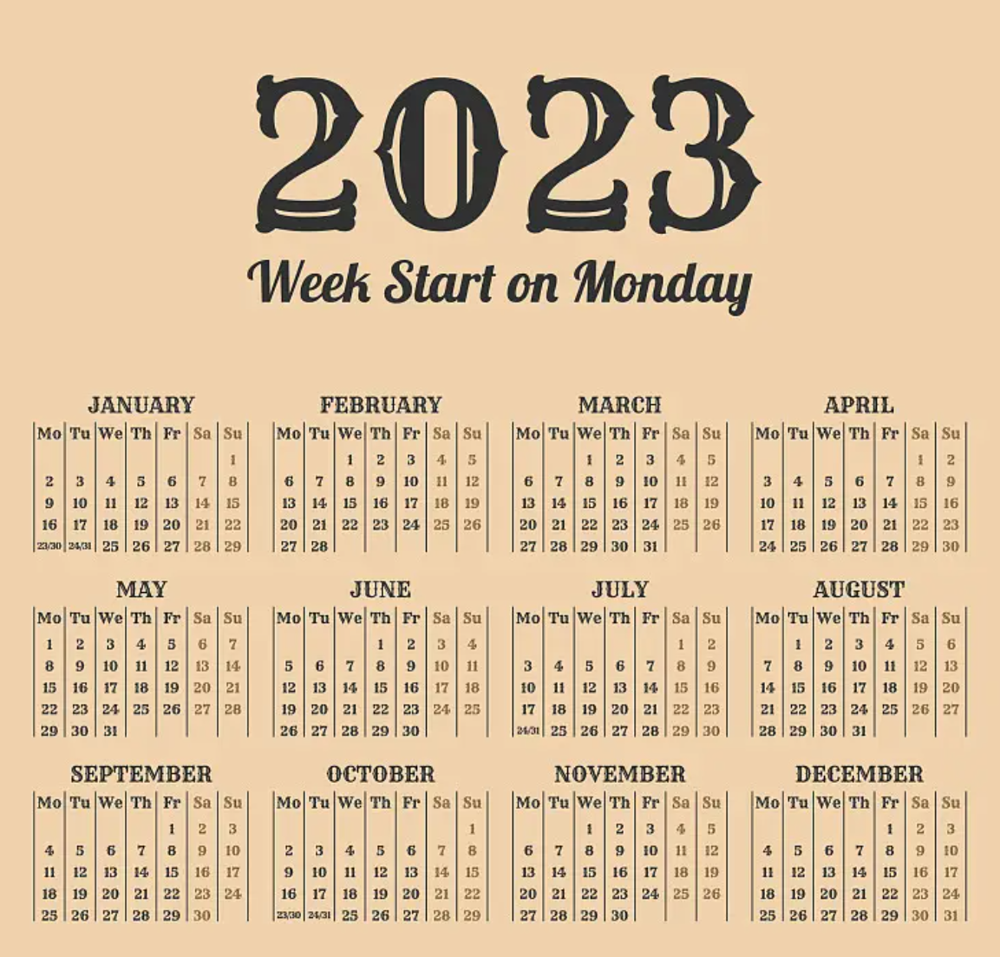 2023
Week Start on Monday
JANUARY FEBRUARY MARCH APRIL
Mo Tu We Th Fr Sa Su Mo Tu We Th Fr Sa Su Mo Tu We Th Fr Sa Su Mo Tu We Th Fr Sa Su
1 1 2 3 4 5 1 2 3 4 5 1 2
2 3 4 5 6 7 8 6 7 8 9 10 11 12 6 7 8 9 10 11 12 3 4 5 6 7 8 9
9 10 11 12 13 14 15 13 14 15 16 17 18 19 13 14 15 16 17 18 19 10 11 12 13 14 15 16
16 17 18 19 20 21 22 20 21 22 23 24 25 26 20 21 22 23 24 25 26 17 18 19 20 21 22 23
23/30 24/31 25 26 27 28 29 27 28 27 28 29 30 31 24 25 26 27 28 29 30
MAY JUNE JULY AUGUST
Mo Tu We Th Fr Sa Su Mo Tu We Th Fr Sa Su Mo Tu We Th Fr Sa Su Mo Tu We Th Fr Sa Su
1 2 3 4 5 6 7 1 2 3 4 1 2 1 2 3 4 5 6
8 9 10 11 12 13 14 5 6 7 8 9 10 11 3 4 5 6 7 8 9 7 8 9 10 11 12 13
15 16 17 18 19 20 21 12 13 14 15 16 17 18 10 11 12 13 14 15 16 14 15 16 17 18 19 20
22 23 24 25 26 27 28 19 20 21 22 23 24 25 17 18 19 20 21 22 23 21 22 23 24 25 26 27
29 30 31 26 27 28 29 30 24/31 25 26 27 28 29 30 28 29 30 31
SEPTEMBER OCTOBER NOVEMBER DECEMBER
Mo Tu We Th Fr Sa Su Mo Tu We Th Fr Sa Su Mo Tu We Th Fr Sa Su Mo Tu We Th Fr Sa Su
1 2 3 1 1 2 3 4 5 1 2 3
4 5 6 7 8 9 10 2 3 4 5 6 7 8 6 7 8 9 10 11 12 4 5 6 7 8 9 10
11 12 13 14 15 16 17 9 10 11 12 13 14 15 13 14 15 16 17 18 19 11 12 13 14 15 16 17
18 19 20 21 22 23 24 16 17 18 19 20 21 22 20 21 22 23 24 25 26 18 19 20 21 22 23 24
25 26 27 28 29 30 23/30 24/31 25 26 27 28 29 27 28 29 30 25 26 27 28 29 30 31